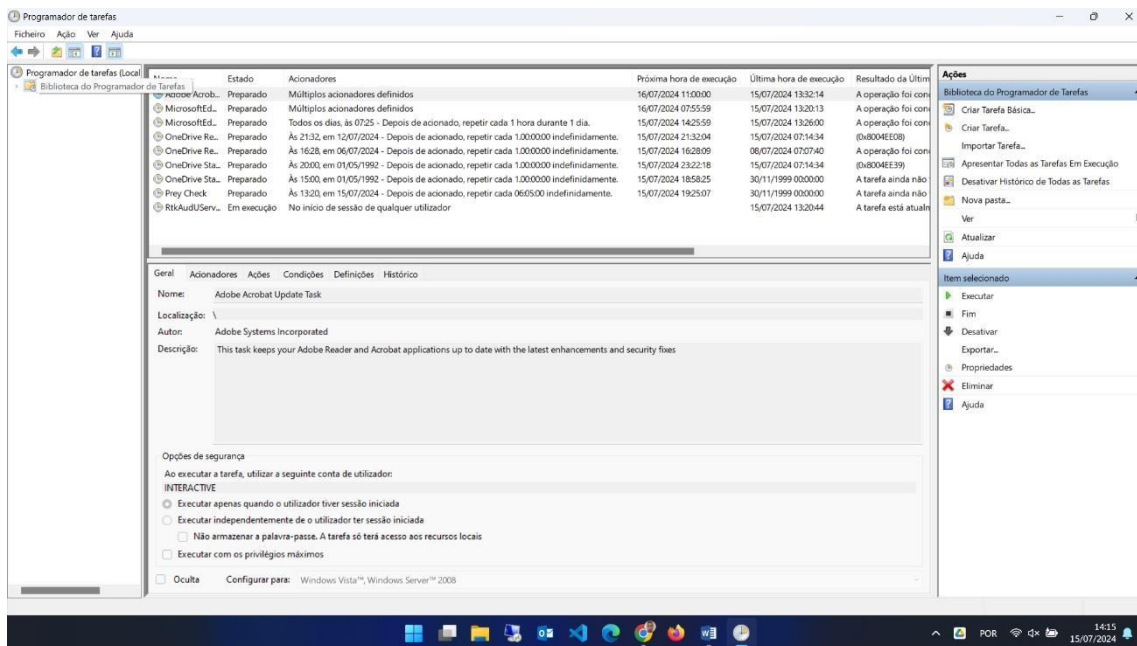 Programador de tarefas
Ficheiro Ação Ver Ajuda
Programador de tarefas (Local
Biblioteca do Programador de Tarefas
Estado Acionadores Próxima hora de execução Última hora de execução Resultado da Últim
Adobe Acrob... Preparado Múltiplos acionadores definidos 16/07/2024 11:00:00 15/07/2024 13:32:14 A operação foi con
MicrosoftEd... Preparado Múltiplos acionadores definidos 16/07/2024 07:55:59 15/07/2024 13:20:13 A operação foi con
MicrosoftEd... Preparado Todos os dias, às 07:25 - Depois de acionado, repetir cada 1 hora durante 1 dia. 15/07/2024 14:25:59 15/07/2024 13:26:00 A operação foi con
OneDrive Re... Preparado Às 21:32, em 12/07/2024 - Depois de acionado, repetir cada 1.00:00:00 indefinidamente. 15/07/2024 21:32:04 15/07/2024 07:14:34 (0x8004EE08)
OneDrive Re... Preparado Às 16:28, em 06/07/2024 - Depois de acionado, repetir cada 1.00:00:00 indefinidamente. 15/07/2024 16:28:09 08/07/2024 07:07:40 A operação foi con
OneDrive Sta... Preparado Às 20:00, em 01/05/1992 - Depois de acionado, repetir cada 1.00:00:00 indefinidamente. 15/07/2024 23:22:18 15/07/2024 07:14:34 (0x8004EE39)
OneDrive Sta... Preparado Às 15:00, em 01/05/1992 - Depois de acionado, repetir cada 1.00:00:00 indefinidamente. 15/07/2024 18:58:25 30/11/1999 00:00:00 A tarefa ainda não
Prey Check Preparado Às 13:20, em 15/07/2024 - Depois de acionado, repetir cada 06:05:00 indefinidamente. 15/07/2024 19:25:07 30/11/1999 00:00:00 A tarefa ainda não
RtkAudUServ... Em execução No início de sessão de qualquer utilizador 15/07/2024 13:20:44 A tarefa está atualm
Geral Acionadores Ações Condições Definições Histórico
Nome: Adobe Acrobat Update Task
Localização: \
Autor: Adobe Systems Incorporated
Descrição: This task keeps your Adobe Reader and Acrobat applications up to date with the latest enhancements and security fixes
Opções de segurança
Ao executar a tarefa, utilizar a seguinte conta de utilizador:
INTERACTIVE
Executar apenas quando o utilizador tiver sessão iniciada
Executar independentemente de o utilizador ter sessão iniciada
Não armazenar a palavra-passe. A tarefa só terá acesso aos recursos locais
Executar com os privilégios máximos
Oculta Configurar para: Windows Vista™, Windows Server™ 2008
Ações
Biblioteca do Programador de Tarefas
Criar Tarefa Básica...
Criar Tarefa...
Importar Tarefa...
Apresentar Todas as Tarefas Em Execução
Desativar Histórico de Todas as Tarefas
Nova pasta...
Ver
Atualizar
Ajuda
Item selecionado
Executar
Fim
Desativar
Exportar...
Propriedades
Eliminar
Ajuda
POR 14:15
15/07/2024